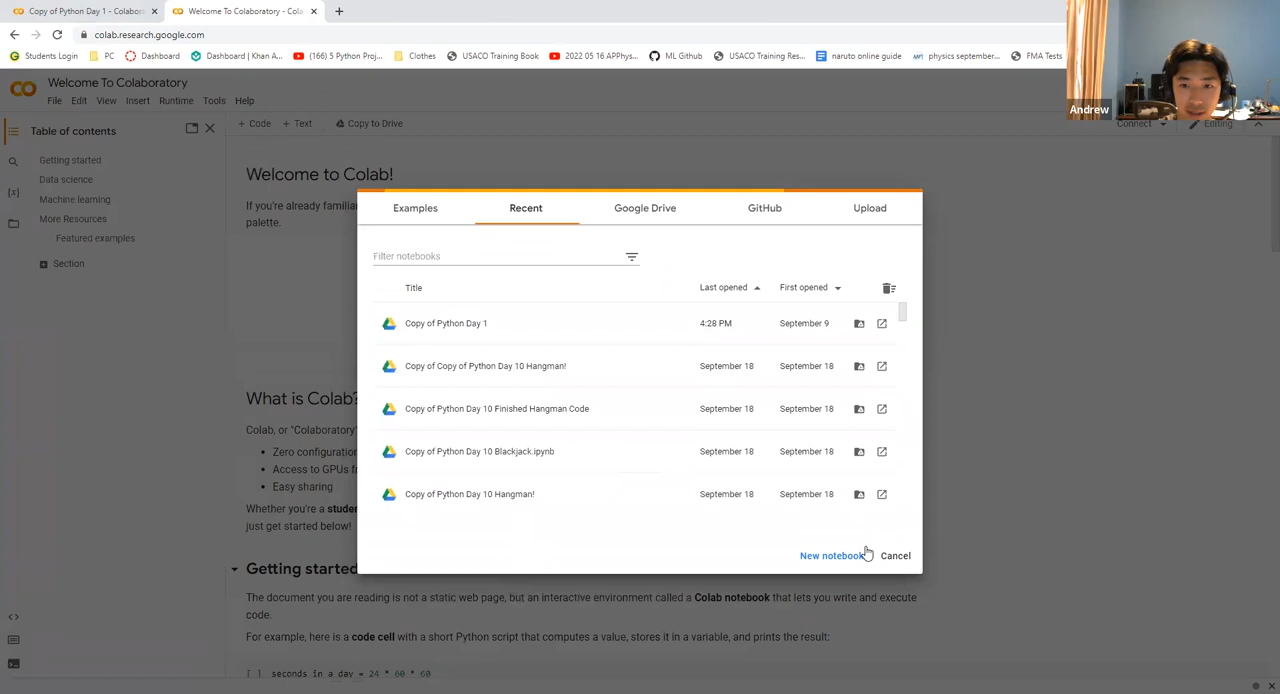 Copy of Python Day 1 - Colabora
Welcome To Colaboratory - Cola
colab.research.google.com
Students Login
PC
Dashboard
Dashboard | Khan A...
(166) 5 Python Proj...
Clothes
USACO Training Book
2022 05 16 APPhys...
ML Github
USACO Training Res...
naruto online guide
physics september...
FMA Tests
Andrew
Welcome To Colaboratory
File Edit View Insert Runtime Tools Help
Table of contents
+ Code + Text Copy to Drive
Connect
Editing
Getting started
Data science
Machine learning
More Resources
Featured examples
Section
Welcome to Colab!
If you're already familiar
palette.
Examples Recent Google Drive GitHub Upload
Filter notebooks
Title Last opened First opened
Copy of Python Day 1 4:28 PM September 9
Copy of Copy of Python Day 10 Hangman! September 18 September 18
Copy of Python Day 10 Finished Hangman Code September 18 September 18
Copy of Python Day 10 Blackjack.ipynb September 18 September 18
Copy of Python Day 10 Hangman! September 18 September 18
New notebook Cancel
What is Colab?
Colab, or "Colaboratory"
Zero configuration
Access to GPUs f
Easy sharing
Whether you're a stude
just get started below!
Getting started
The document you are reading is not a static web page, but an interactive environment called a Colab notebook that lets you write and execute
code.
For example, here is a code cell with a short Python script that computes a value, stores it in a variable, and prints the result:
[ ] seconds in a day = 24 * 60 * 60